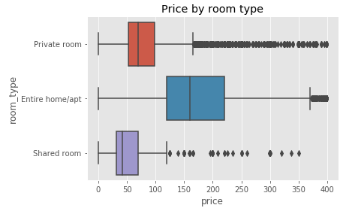 Price by room type
room_type
Private room
Entire home/apt
Shared room
0 50 100 150 200 250 300 350 400
price